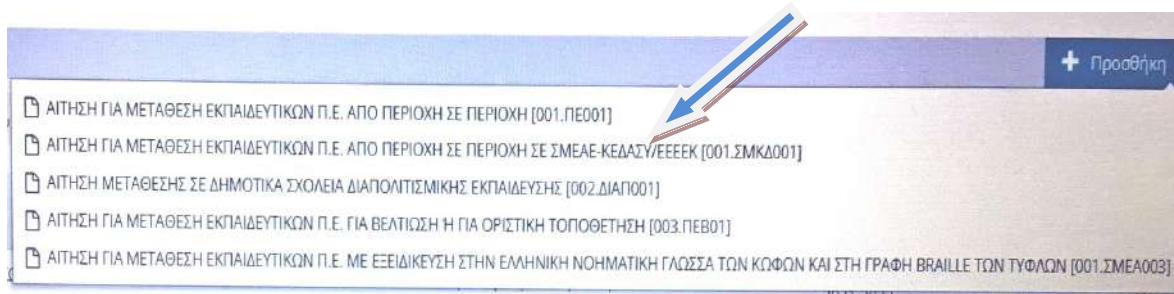 + Προσθήκη
ΑΙΤΗΣΗ ΓΙΑ ΜΕΤΑΘΕΣΗ ΕΚΠΑΙΔΕΥΤΙΚΩΝ Π.Ε. ΑΠΟ ΠΕΡΙΟΧΗ ΣΕ ΠΕΡΙΟΧΗ [001.ΠΕ001]
ΑΙΤΗΣΗ ΓΙΑ ΜΕΤΑΘΕΣΗ ΕΚΠΑΙΔΕΥΤΙΚΩΝ Π.Ε. ΑΠΟ ΠΕΡΙΟΧΗ ΣΕ ΠΕΡΙΟΧΗ ΣΕ ΣΜΕΑΕ-ΚΕΔΑΣΥ/ΕΕΕΕΚ [001.ΣΜΚΔ001]
ΑΙΤΗΣΗ ΜΕΤΑΘΕΣΗΣ ΣΕ ΔΗΜΟΤΙΚΑ ΣΧΟΛΕΙΑ ΔΙΑΠΟΛΙΤΙΣΜΙΚΗΣ ΕΚΠΑΙΔΕΥΣΗΣ [002.ΔΙΑΠ001]
ΑΙΤΗΣΗ ΓΙΑ ΜΕΤΑΘΕΣΗ ΕΚΠΑΙΔΕΥΤΙΚΩΝ Π.Ε. ΓΙΑ ΒΕΛΤΙΩΣΗ Ή ΓΙΑ ΟΡΙΣΤΙΚΗ ΤΟΠΟΘΕΤΗΣΗ [003.ΠΕΒ01]
ΑΙΤΗΣΗ ΓΙΑ ΜΕΤΑΘΕΣΗ ΕΚΠΑΙΔΕΥΤΙΚΩΝ Π.Ε. ΜΕ ΕΞΕΙΔΙΚΕΥΣΗ ΣΤΗΝ ΕΛΛΗΝΙΚΗ ΝΟΗΜΑΤΙΚΗ ΓΛΩΣΣΑ ΤΩΝ ΚΩΦΩΝ ΚΑΙ ΣΤΗ ΓΡΑΦΗ BRAILLE ΤΩΝ ΤΥΦΛΩΝ [001.ΣΜΕΑ003]